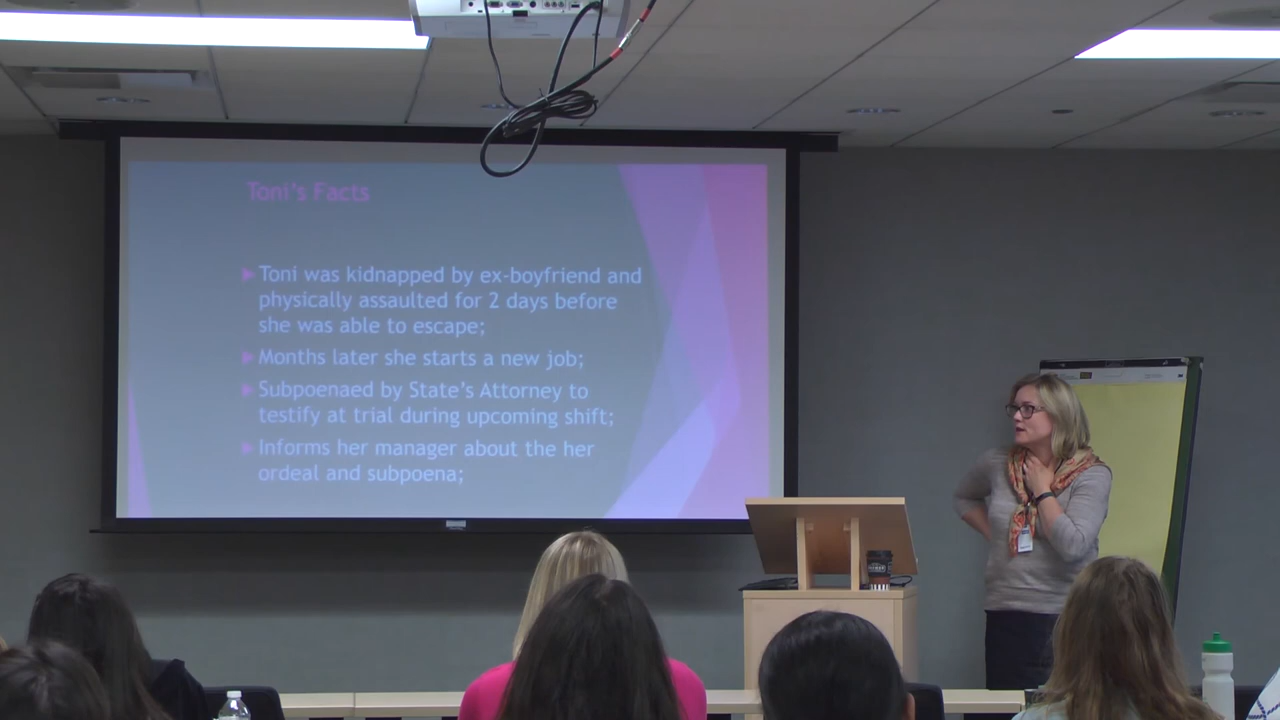 Toni's Facts
Toni was kidnapped by ex-boyfriend and
physically assaulted for 2 days before
she was able to escape;
Months later she starts a new job;
Subpoenaed by State's Attorney to
testify at trial during upcoming shift;
Informs her manager about the her
ordeal and subpoena;